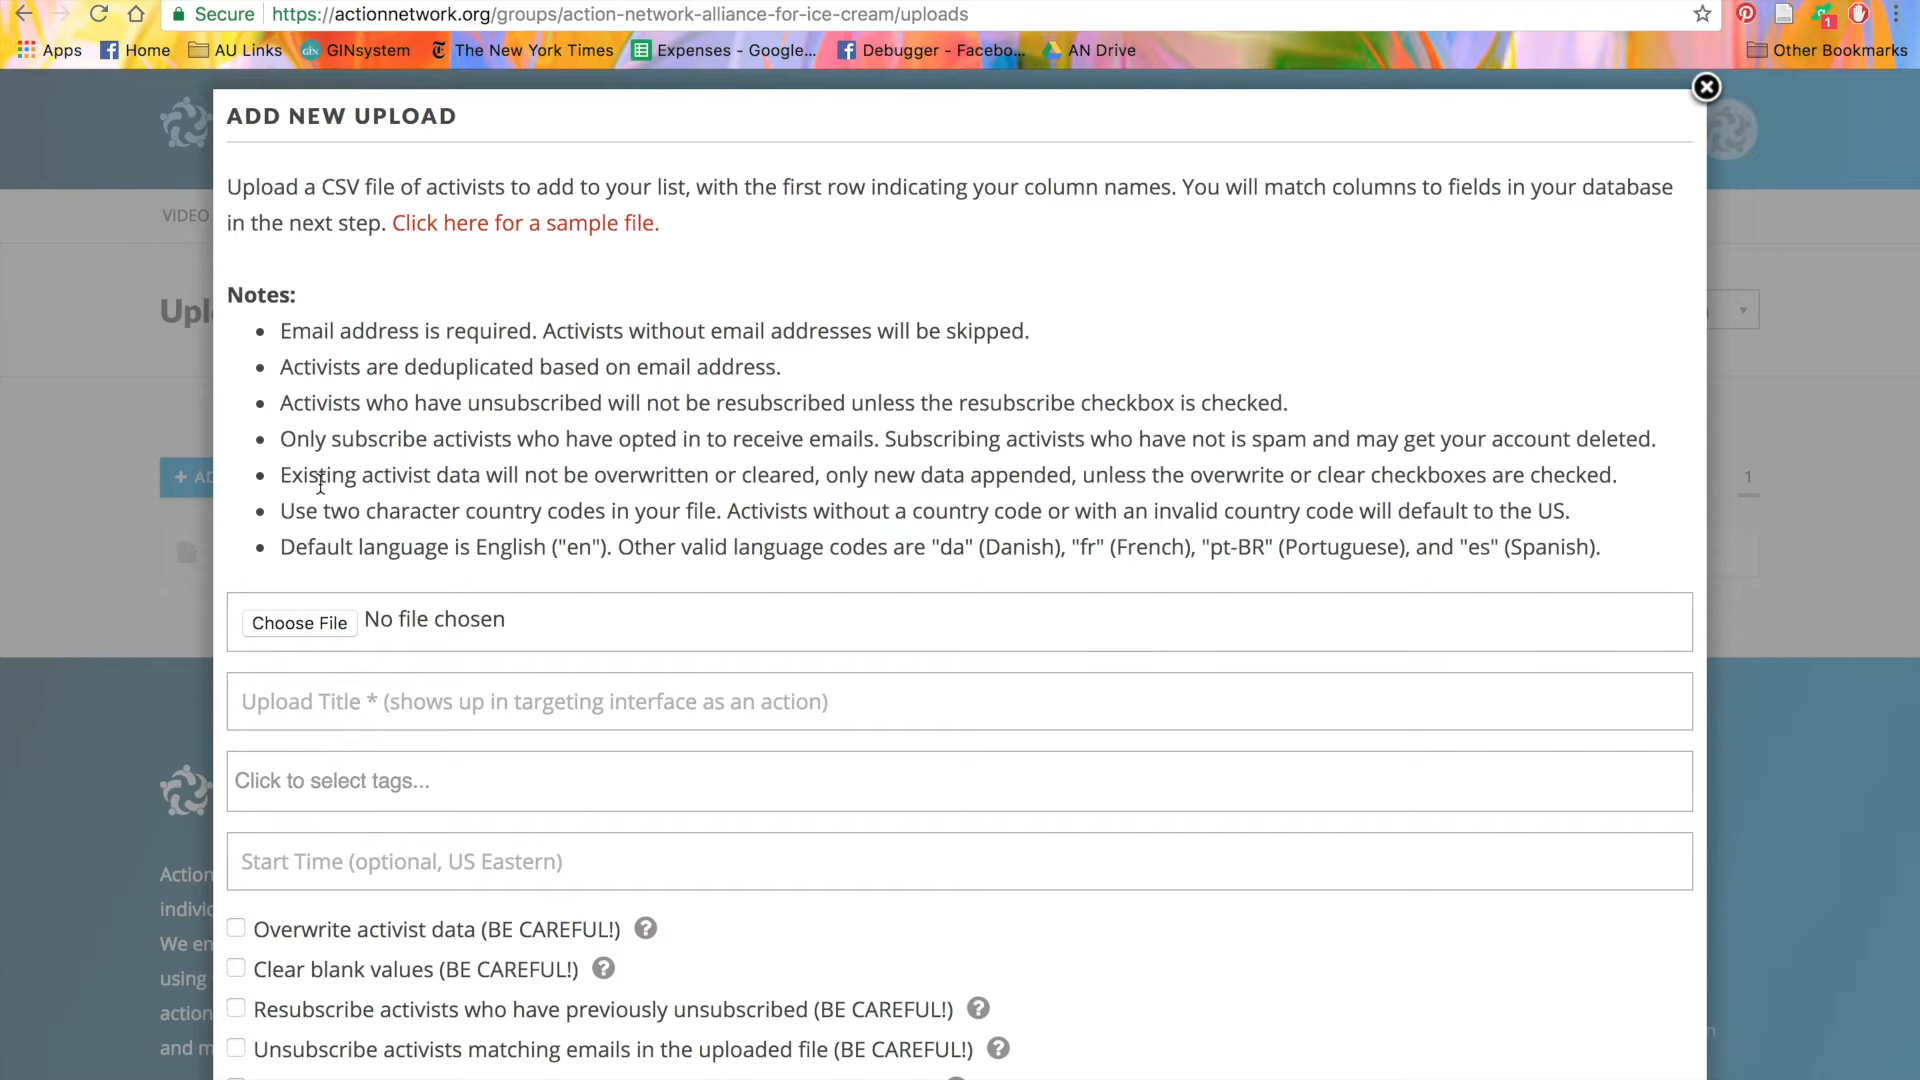 Secure https://actionnetwork.org/groups/action-network-alliance-for-ice-cream/uploads
1
Apps Home AU Links GINsystem The New York Times Expenses - Google... Debugger - Facebo... AN Drive Other Bookmarks
ADD NEW UPLOAD
Upload a CSV file of activists to add to your list, with the first row indicating your column names. You will match columns to fields in your database
in the next step. Click here for a sample file.
VIDEO
Notes:
Upl
• Email address is required. Activists without email addresses will be skipped.
• Activists are deduplicated based on email address.
• Activists who have unsubscribed will not be resubscribed unless the resubscribe checkbox is checked.
• Only subscribe activists who have opted in to receive emails. Subscribing activists who have not is spam and may get your account deleted.
• Existing activist data will not be overwritten or cleared, only new data appended, unless the overwrite or clear checkboxes are checked.
+ AD
1
• Use two character country codes in your file. Activists without a country code or with an invalid country code will default to the US.
• Default language is English ("en"). Other valid language codes are "da" (Danish), "fr" (French), "pt-BR" (Portuguese), and "es" (Spanish).
Choose File No file chosen
Upload Title * (shows up in targeting interface as an action)
Click to select tags...
Start Time (optional, US Eastern)
Action
individ
We en
using
action
and m
Overwrite activist data (BE CAREFUL!) ?
Clear blank values (BE CAREFUL!) ?
Resubscribe activists who have previously unsubscribed (BE CAREFUL!) ?
Unsubscribe activists matching emails in the uploaded file (BE CAREFUL!) ?